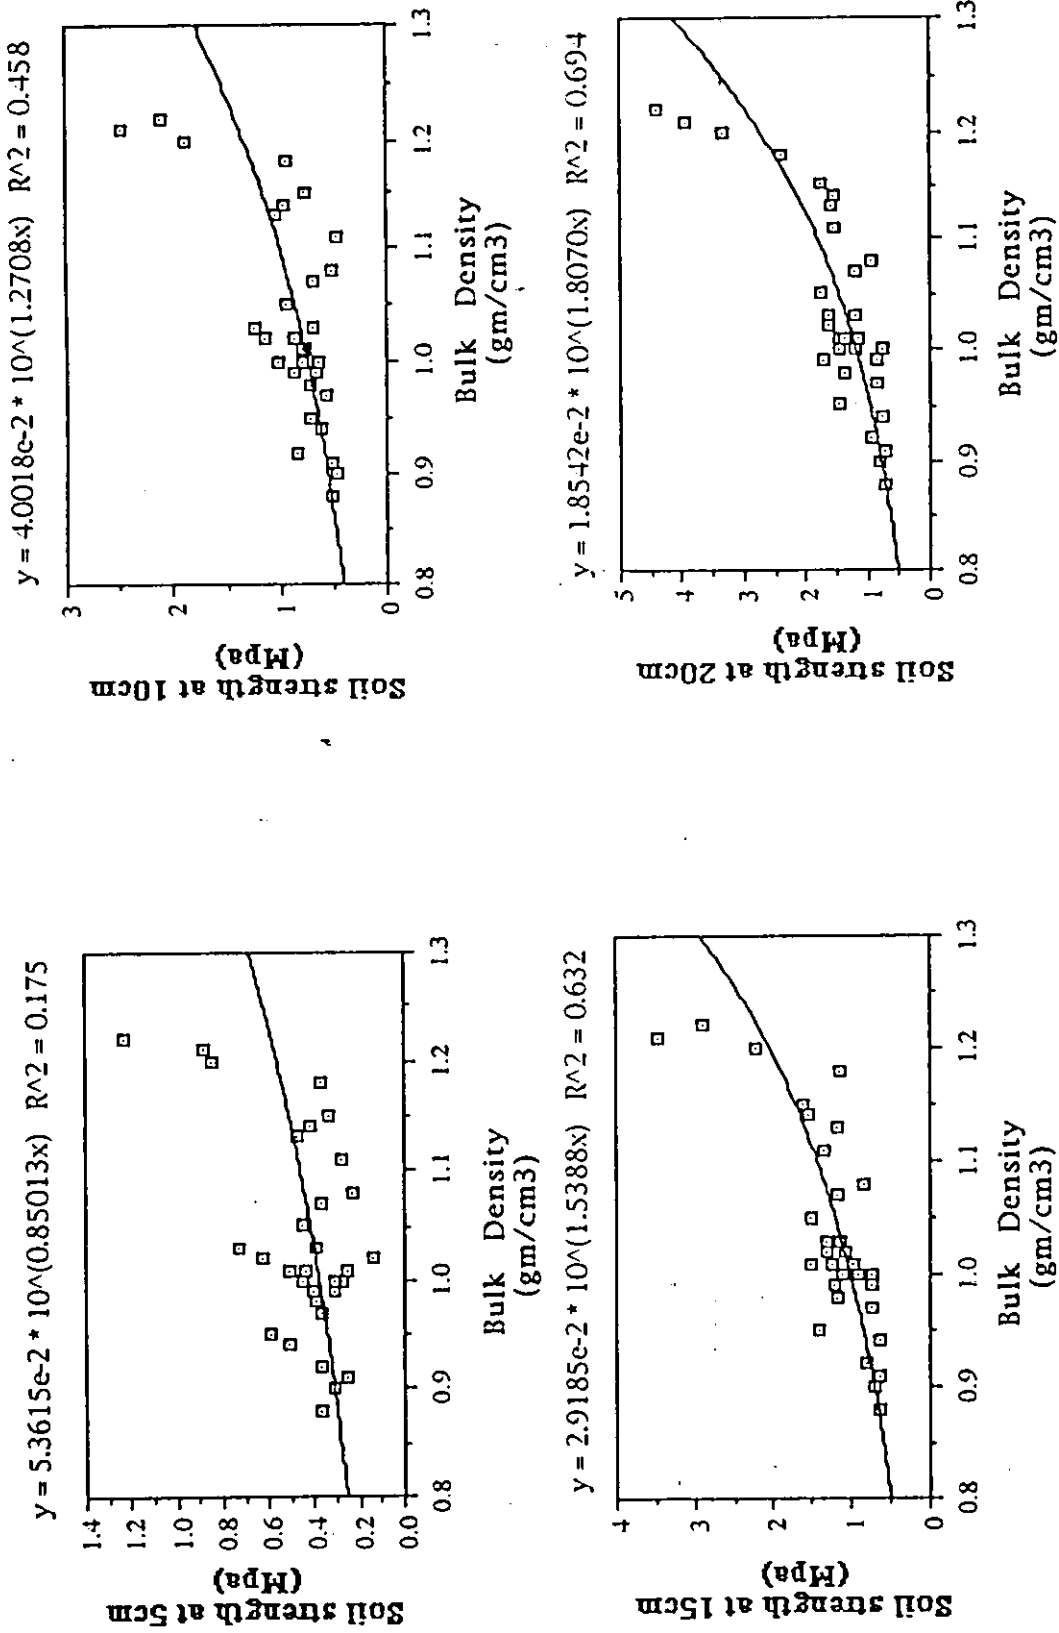 y = 5.3615e-2 * 10^(0.85013x) R^2 = 0.175
Soil strength at 5cm
(Mpa)
1.4
1.2
1.0
0.8
0.6
0.4
0.2
0.0
0.8
0.9
1.0
1.1
1.2
1.3
Bulk Density
(gm/cm3)
y = 4.0018e-2 * 10^(1.2708x) R^2 = 0.458
Soil strength at 10cm
(Mpa)
3
2
1
0
0.8
0.9
1.0
1.1
1.2
1.3
Bulk Density
(gm/cm3)
y = 2.9185e-2 * 10^(1.5388x) R^2 = 0.632
Soil strength at 15cm
(Mpa)
4
3
2
1
0
0.8
0.9
1.0
1.1
1.2
1.3
Bulk Density
(gm/cm3)
y = 1.8542e-2 * 10^(1.8070x) R^2 = 0.694
Soil strength at 20cm
(Mpa)
5
4
3
2
1
0
0.8
0.9
1.0
1.1
1.2
1.3
Bulk Density
(gm/cm3)